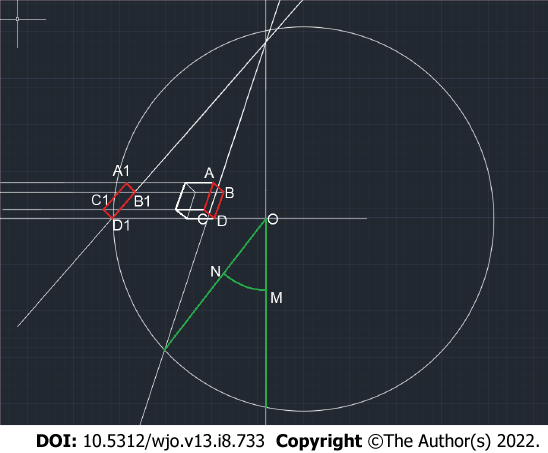 A1
A
C1
B1
B
C
D
D1
O
N
M
DOI: 10.5312/wjo.v13.i8.733 Copyright ©The Author(s) 2022.